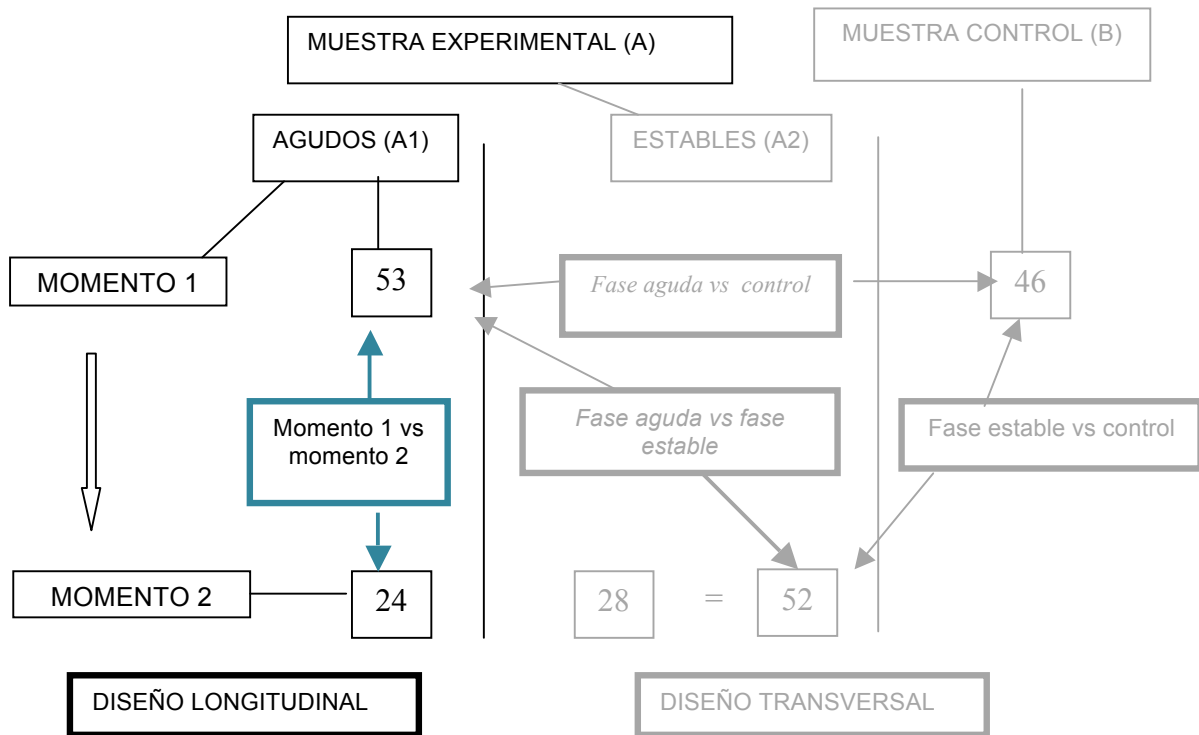 MUESTRA EXPERIMENTAL (A)
MUESTRA CONTROL (B)
AGUDOS (A1)
ESTABLES (A2)
MOMENTO 1
53
Fase aguda vs control
46
Momento 1 vs
momento 2
Fase aguda vs fase
estable
Fase estable vs control
MOMENTO 2
24
28 = 52
DISEÑO LONGITUDINAL
DISEÑO TRANSVERSAL